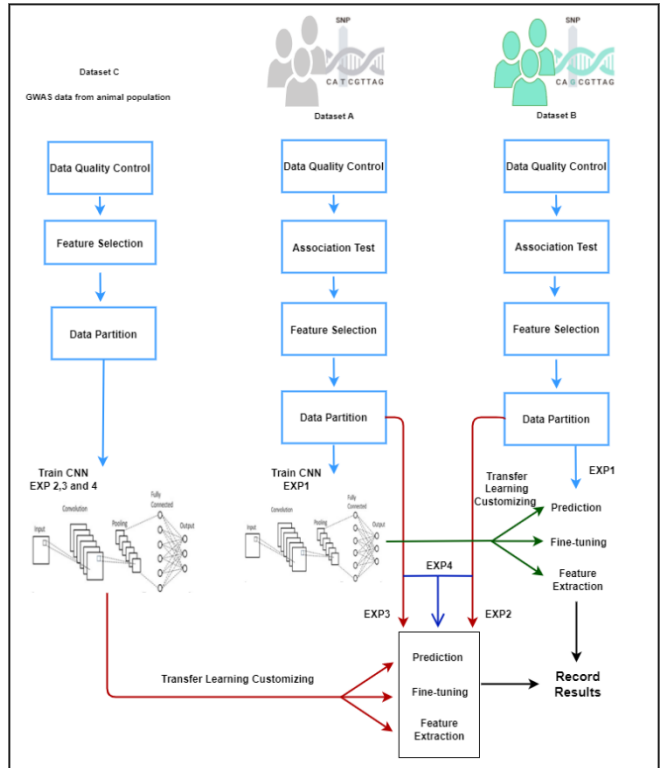 Dataset C
GWAS data from animal population
SNP
CATCGTTAG
Dataset A
SNP
CAGCGTTAG
Dataset B
Data Quality Control
Feature Selection
Data Partition
Train CNN
EXP 2,3 and 4
Input
Convolution
Pooling
Fully
Connected
Output
Data Quality Control
Association Test
Feature Selection
Data Partition
Train CNN
EXP1
Input
Convolution
Pooling
Fully
Connected
Output
Data Quality Control
Association Test
Feature Selection
Data Partition
EXP1
Transfer
Learning
Customizing
Prediction
Fine-tuning
Feature
Extraction
EXP4
EXP3
EXP2
Transfer Learning Customizing
Prediction
Fine-tuning
Feature
Extraction
Record
Results